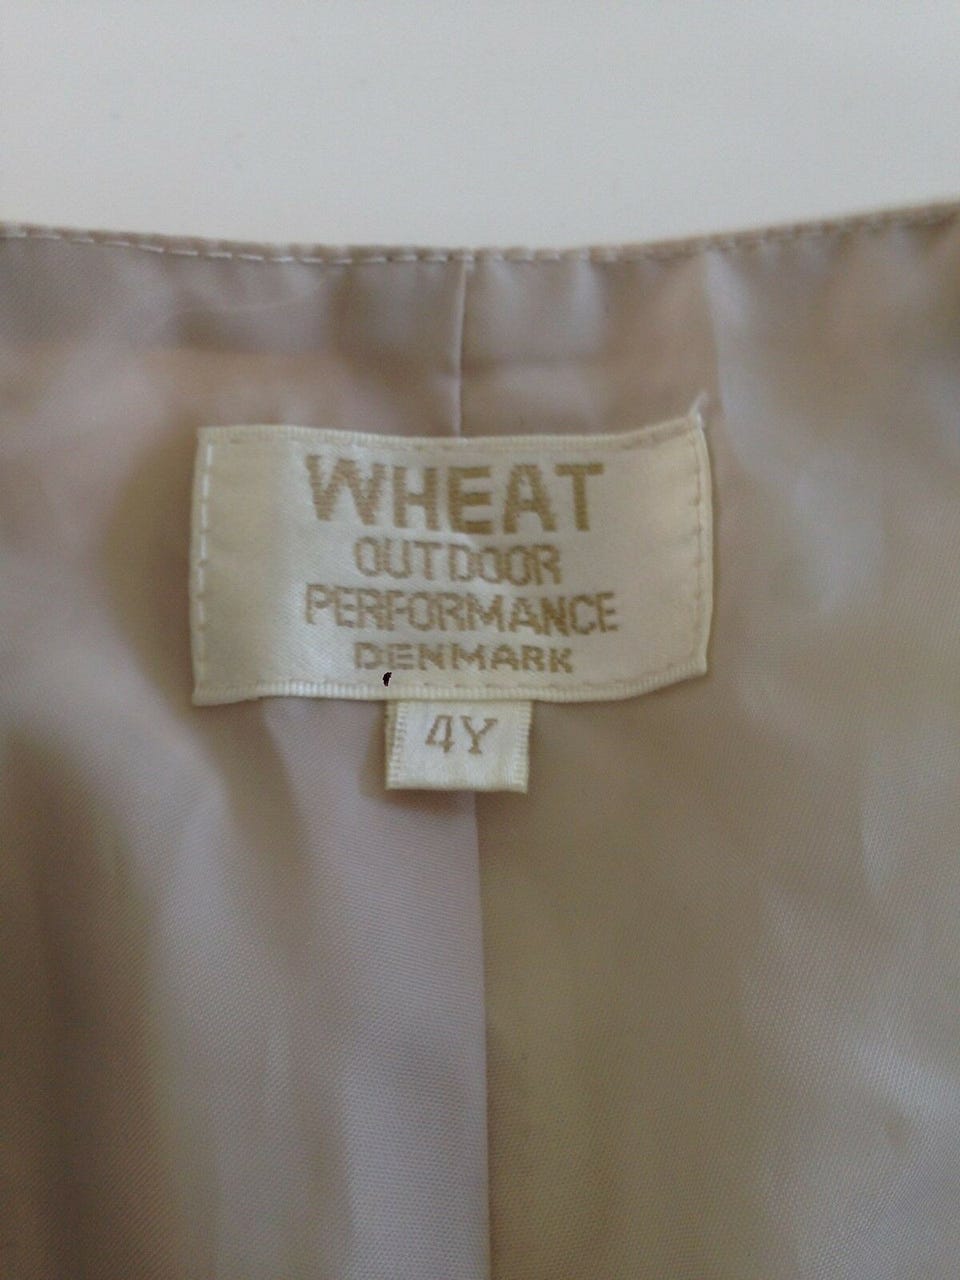 WHEAT
OUTDOOR
PERFORMANCE
DENMARK
4Y